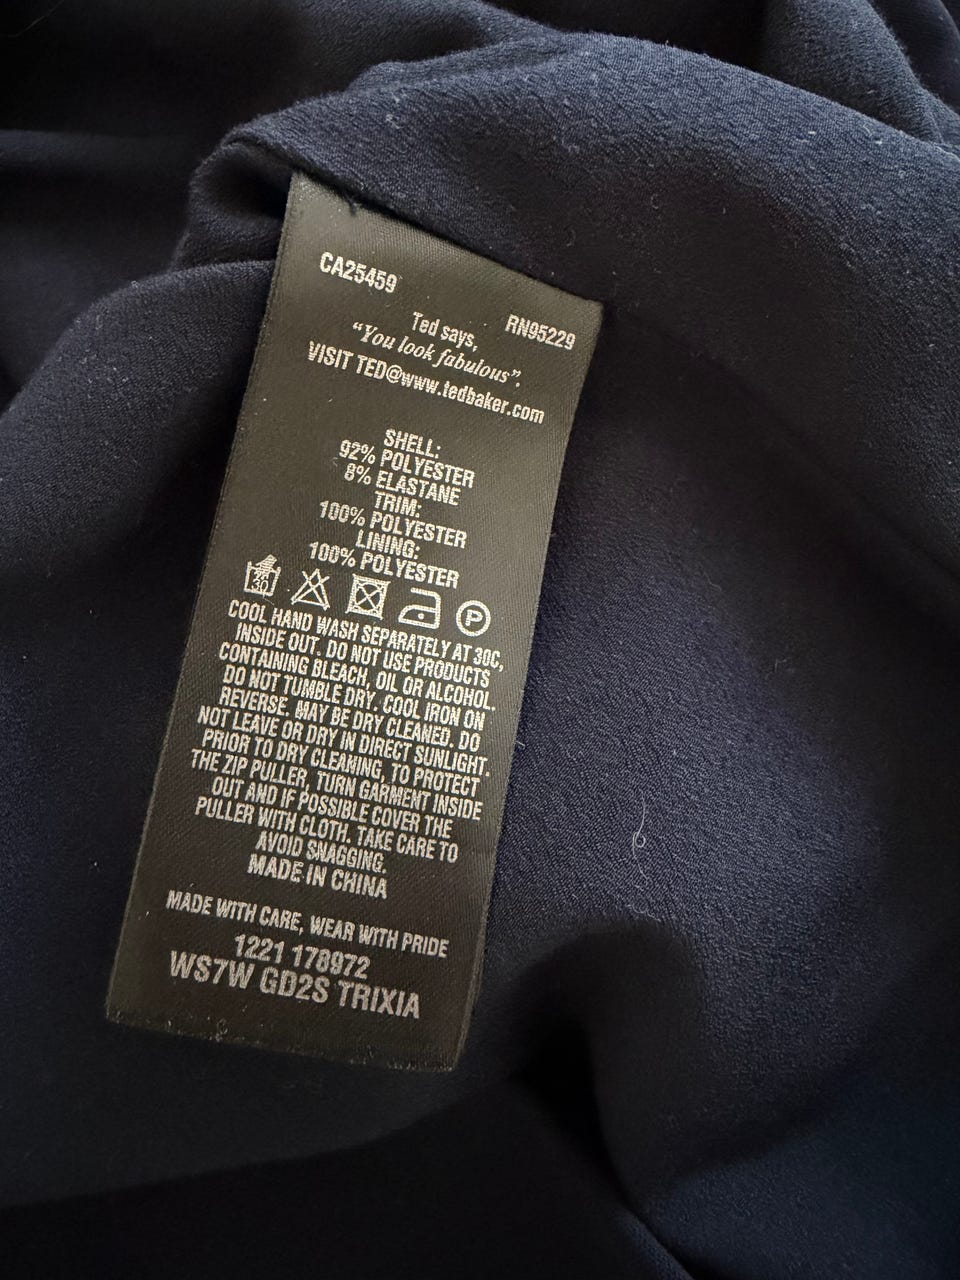 CA25459
RN95229
Ted says,
“You look fabulous”.
VISIT TED@www.tedbaker.com
SHELL:
92% POLYESTER
8% ELASTANE
TRIM:
100% POLYESTER
LINING:
100% POLYESTER
30
P
COOL HAND WASH SEPARATELY AT 30C,
INSIDE OUT. DO NOT USE PRODUCTS
CONTAINING BLEACH, OIL OR ALCOHOL.
DO NOT TUMBLE DRY. COOL IRON ON
REVERSE. MAY BE DRY CLEANED. DO
NOT LEAVE OR DRY IN DIRECT SUNLIGHT.
PRIOR TO DRY CLEANING, TO PROTECT
THE ZIP PULLER, TURN GARMENT INSIDE
OUT AND IF POSSIBLE COVER THE
PULLER WITH CLOTH. TAKE CARE TO
AVOID SNAGGING.
MADE IN CHINA
MADE WITH CARE, WEAR WITH PRIDE
1221 178972
WS7W GD2S TRIXIA